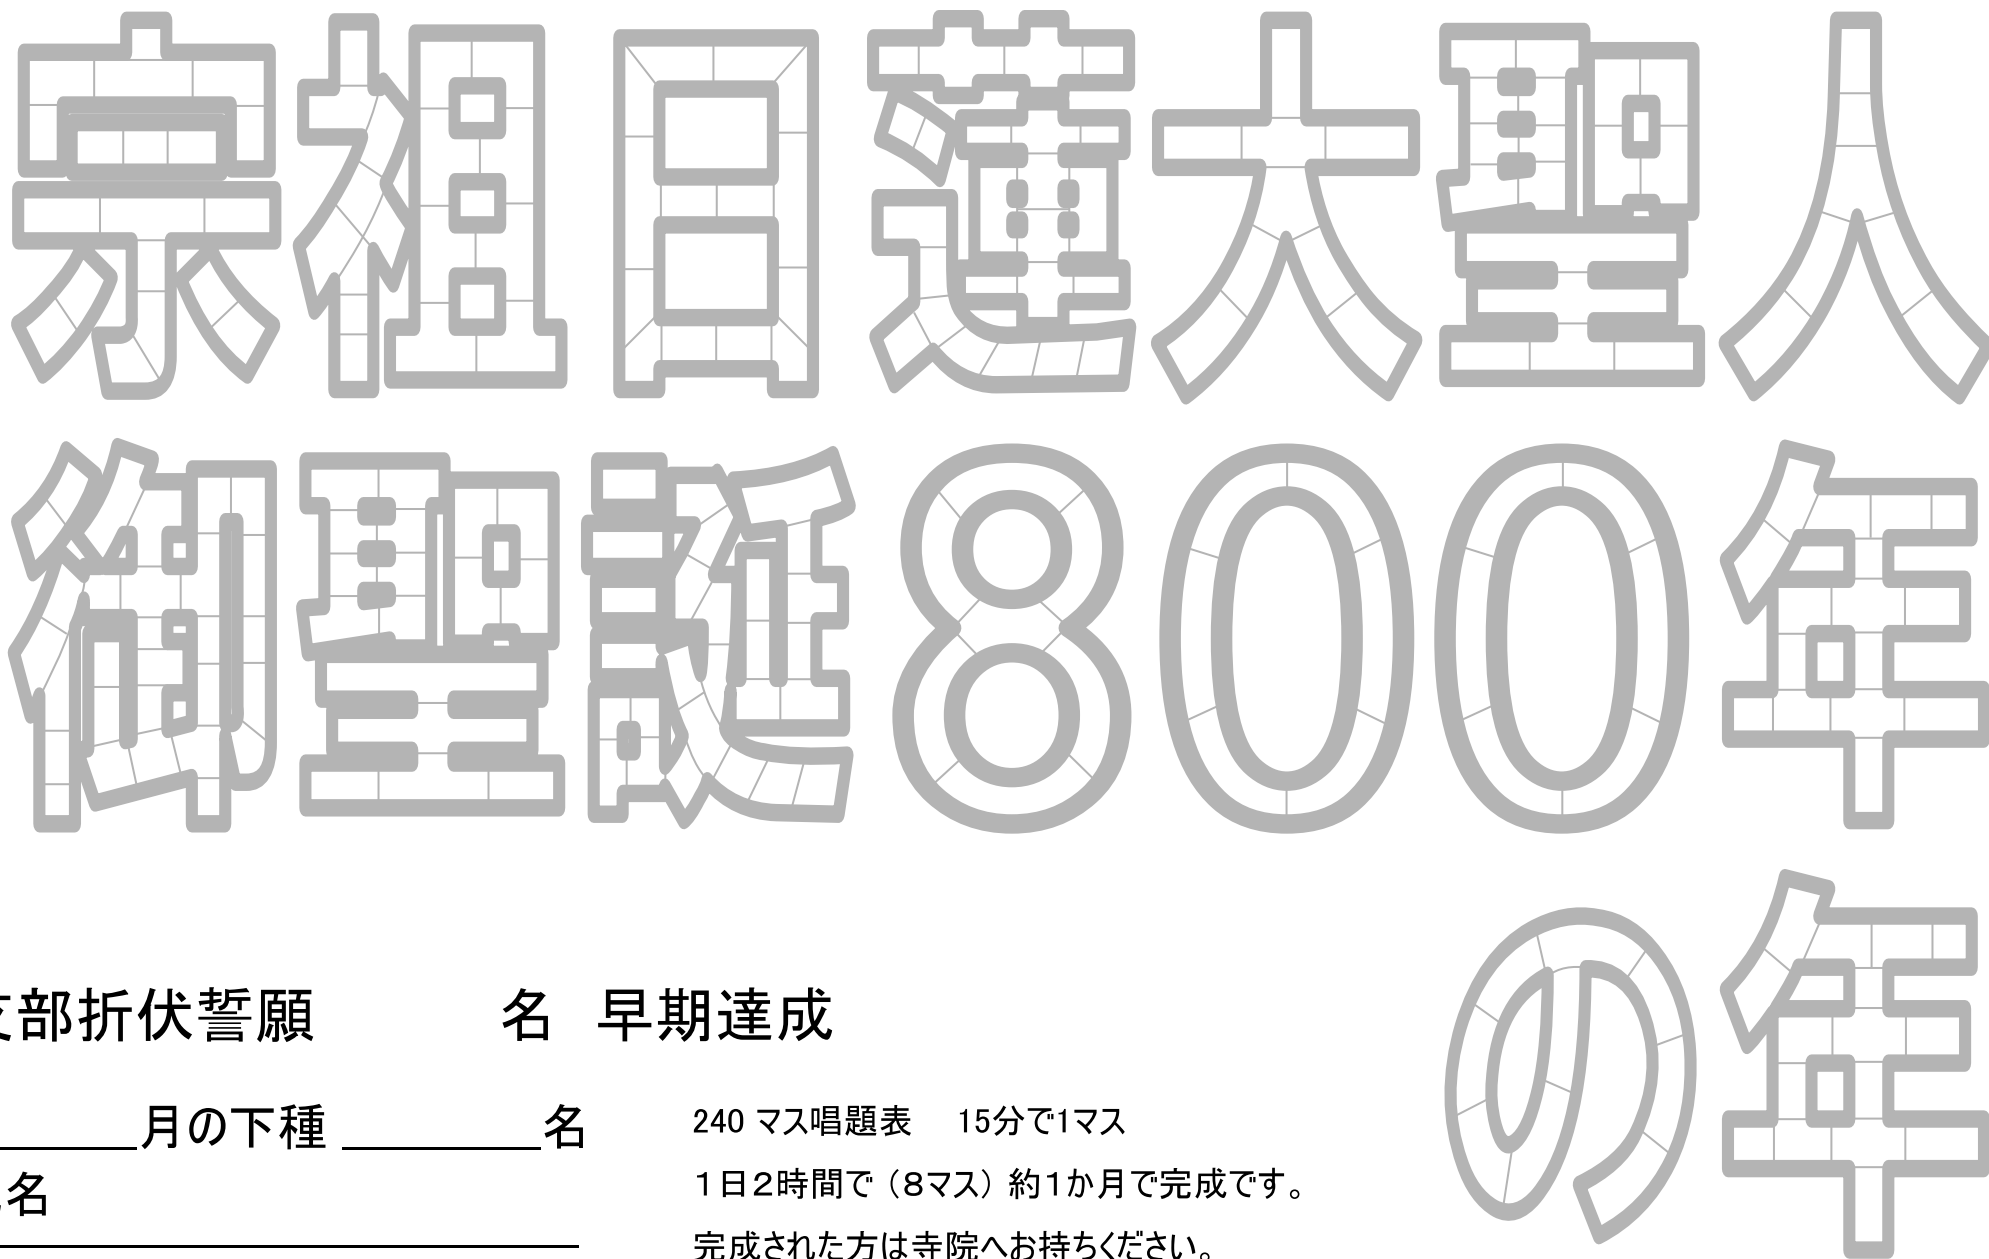 宗祖日蓮大聖人
御聖誕800年
の年
支部折伏誓願 名 早期達成
月の下種 名
名
240 マス唱題表 15分で1マス
1日2時間で（8マス）約1か月で完成です。
完成された方は寺院へお持ちください。